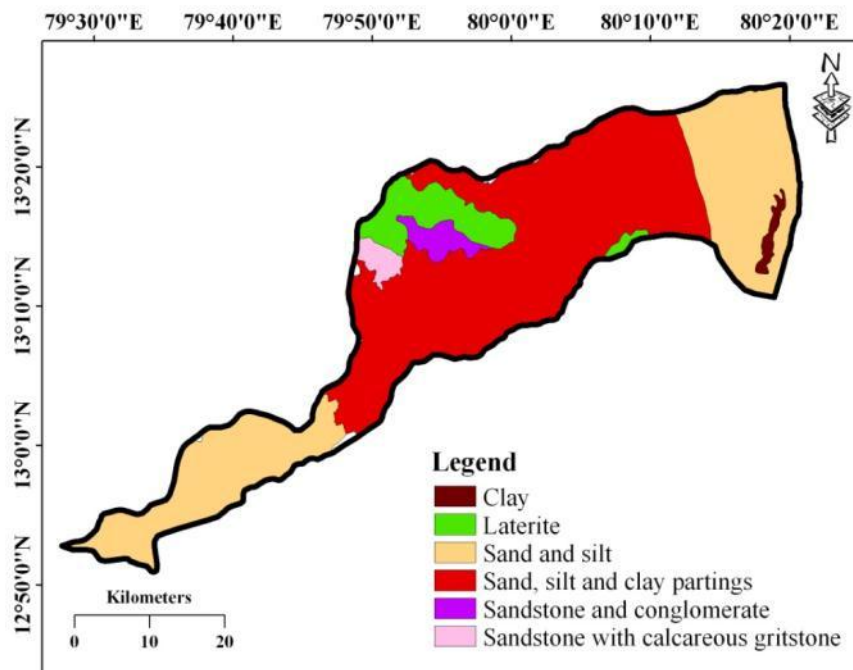 79°30'0"E 79°40'0"E 79°50'0"E 80°00'0"E 80°10'0"E 80°20'0"E
N
13°20'0"N
13°10'0"N
13°0'0"N
12°50'0"N
Legend
Clay
Laterite
Sand and silt
Sand, silt and clay partings
Sandstone and conglomerate
Sandstone with calcareous gritstone
Kilometers
0 10 20